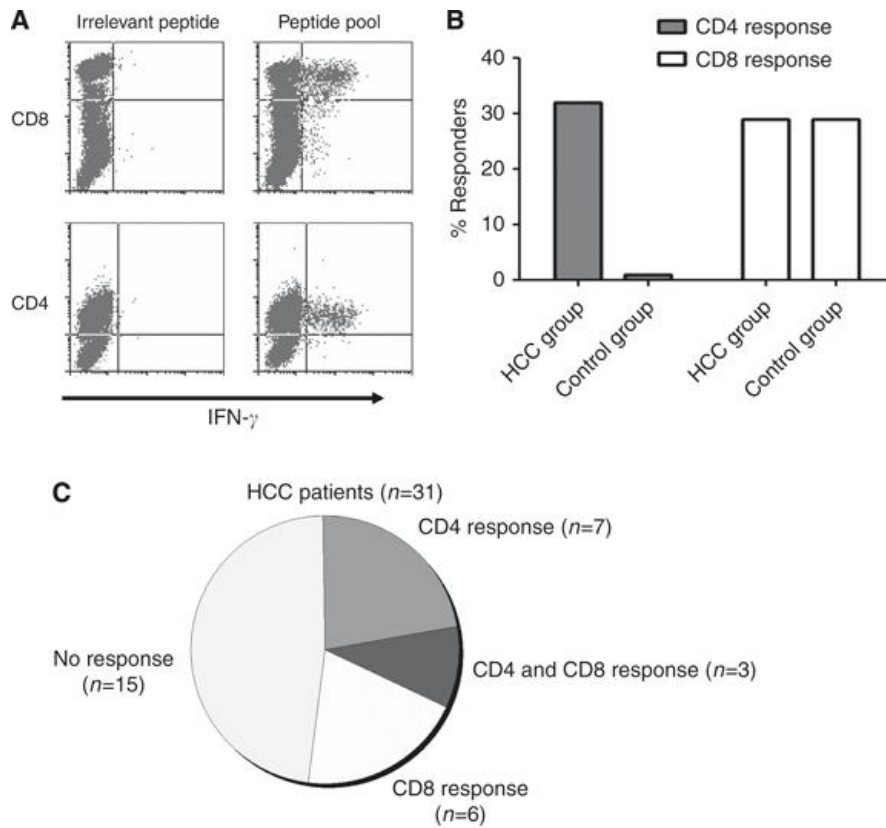 A
Irrelevant peptide
Peptide pool
CD8
CD4
IFN-γ
B
CD4 response
CD8 response
% Responders
40
30
20
10
0
HCC group
Control group
HCC group
Control group
C
HCC patients (n=31)
CD4 response (n=7)
CD4 and CD8 response (n=3)
CD8 response
(n=6)
No response
(n=15)